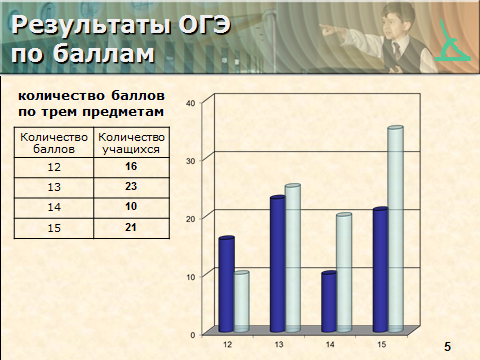 Результаты ОГЭ
по баллам
количество баллов
по трем предметам
Количество баллов
Количество учащихся
12 16
13 23
14 10
15 21
40
30
20
10
0
12 13 14 15
5